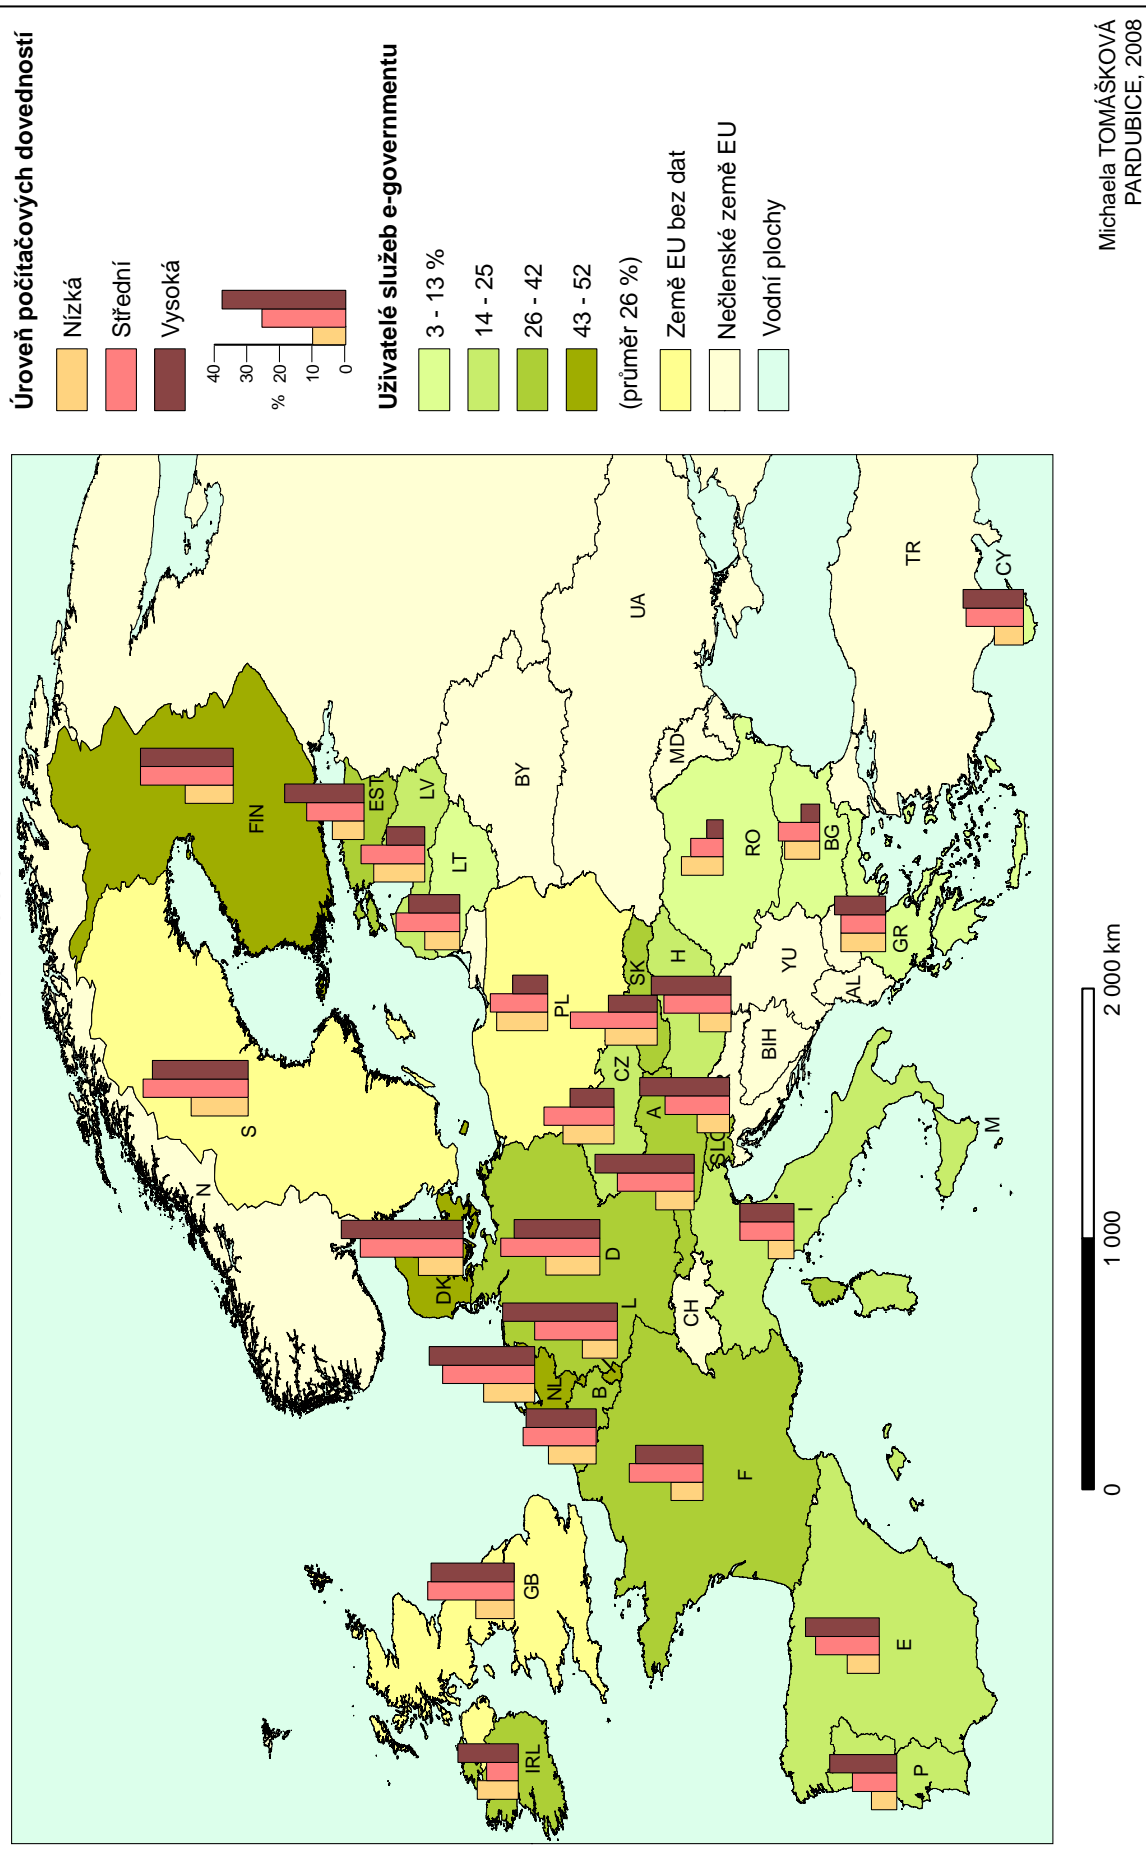 Úroveň počítačových dovedností
Nízká
Střední
Vysoká
40
30
20
10
0
%
Uživatelé služeb e-governmentu
3 - 13 %
14 - 25
26 - 42
43 - 52
(průměr 26 %)
Země EU bez dat
Nečlenské země EU
Vodní plochy
N
S
FIN
EST
LV
LT
DK
IRL
GB
NL
B
L
D
PL
BY
UA
CZ
SK
A
H
MD
RO
F
CH
SLO
BIH
YU
AL
BG
GR
TR
CY
P
E
I
M
0
1 000
2 000 km
Michaela TOMÁŠKOVÁ
PARDUBICE, 2008